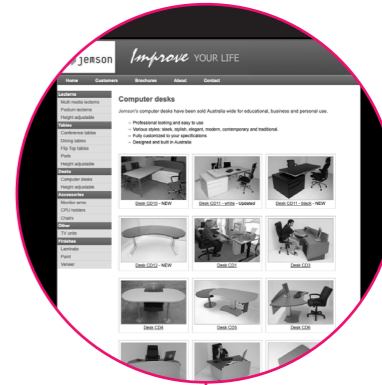 jemson
Improve YOUR LIFE
Home Customers Brochures About Contact
Lecterns
Multi media lecterns
Podium lecterns
Height adjustable
Tables
Conference tables
Dining tables
Flip Top tables
Pods
Height adjustable
Desks
Computer desks
Height adjustable
Accessories
Monitor arms
CPU holders
Chairs
Other
TV units
Finishes
Laminate
Paint
Veneer
Computer desks
Jemson's computer desks have been sold Australia wide for educational, business and personal use.
– Professional looking and easy to use
– Various styles: sleek, stylish, elegant, modern, contemporary and traditional.
– Fully customized to your specifications
– Designed and built in Australia
Desk CD10 - NEW
Desk CD11 - white - Updated
Desk CD11 - black - NEW
Desk CD12 - NEW
Desk CD1
Desk CD3
Desk CD4
Desk CD5
Desk CD6